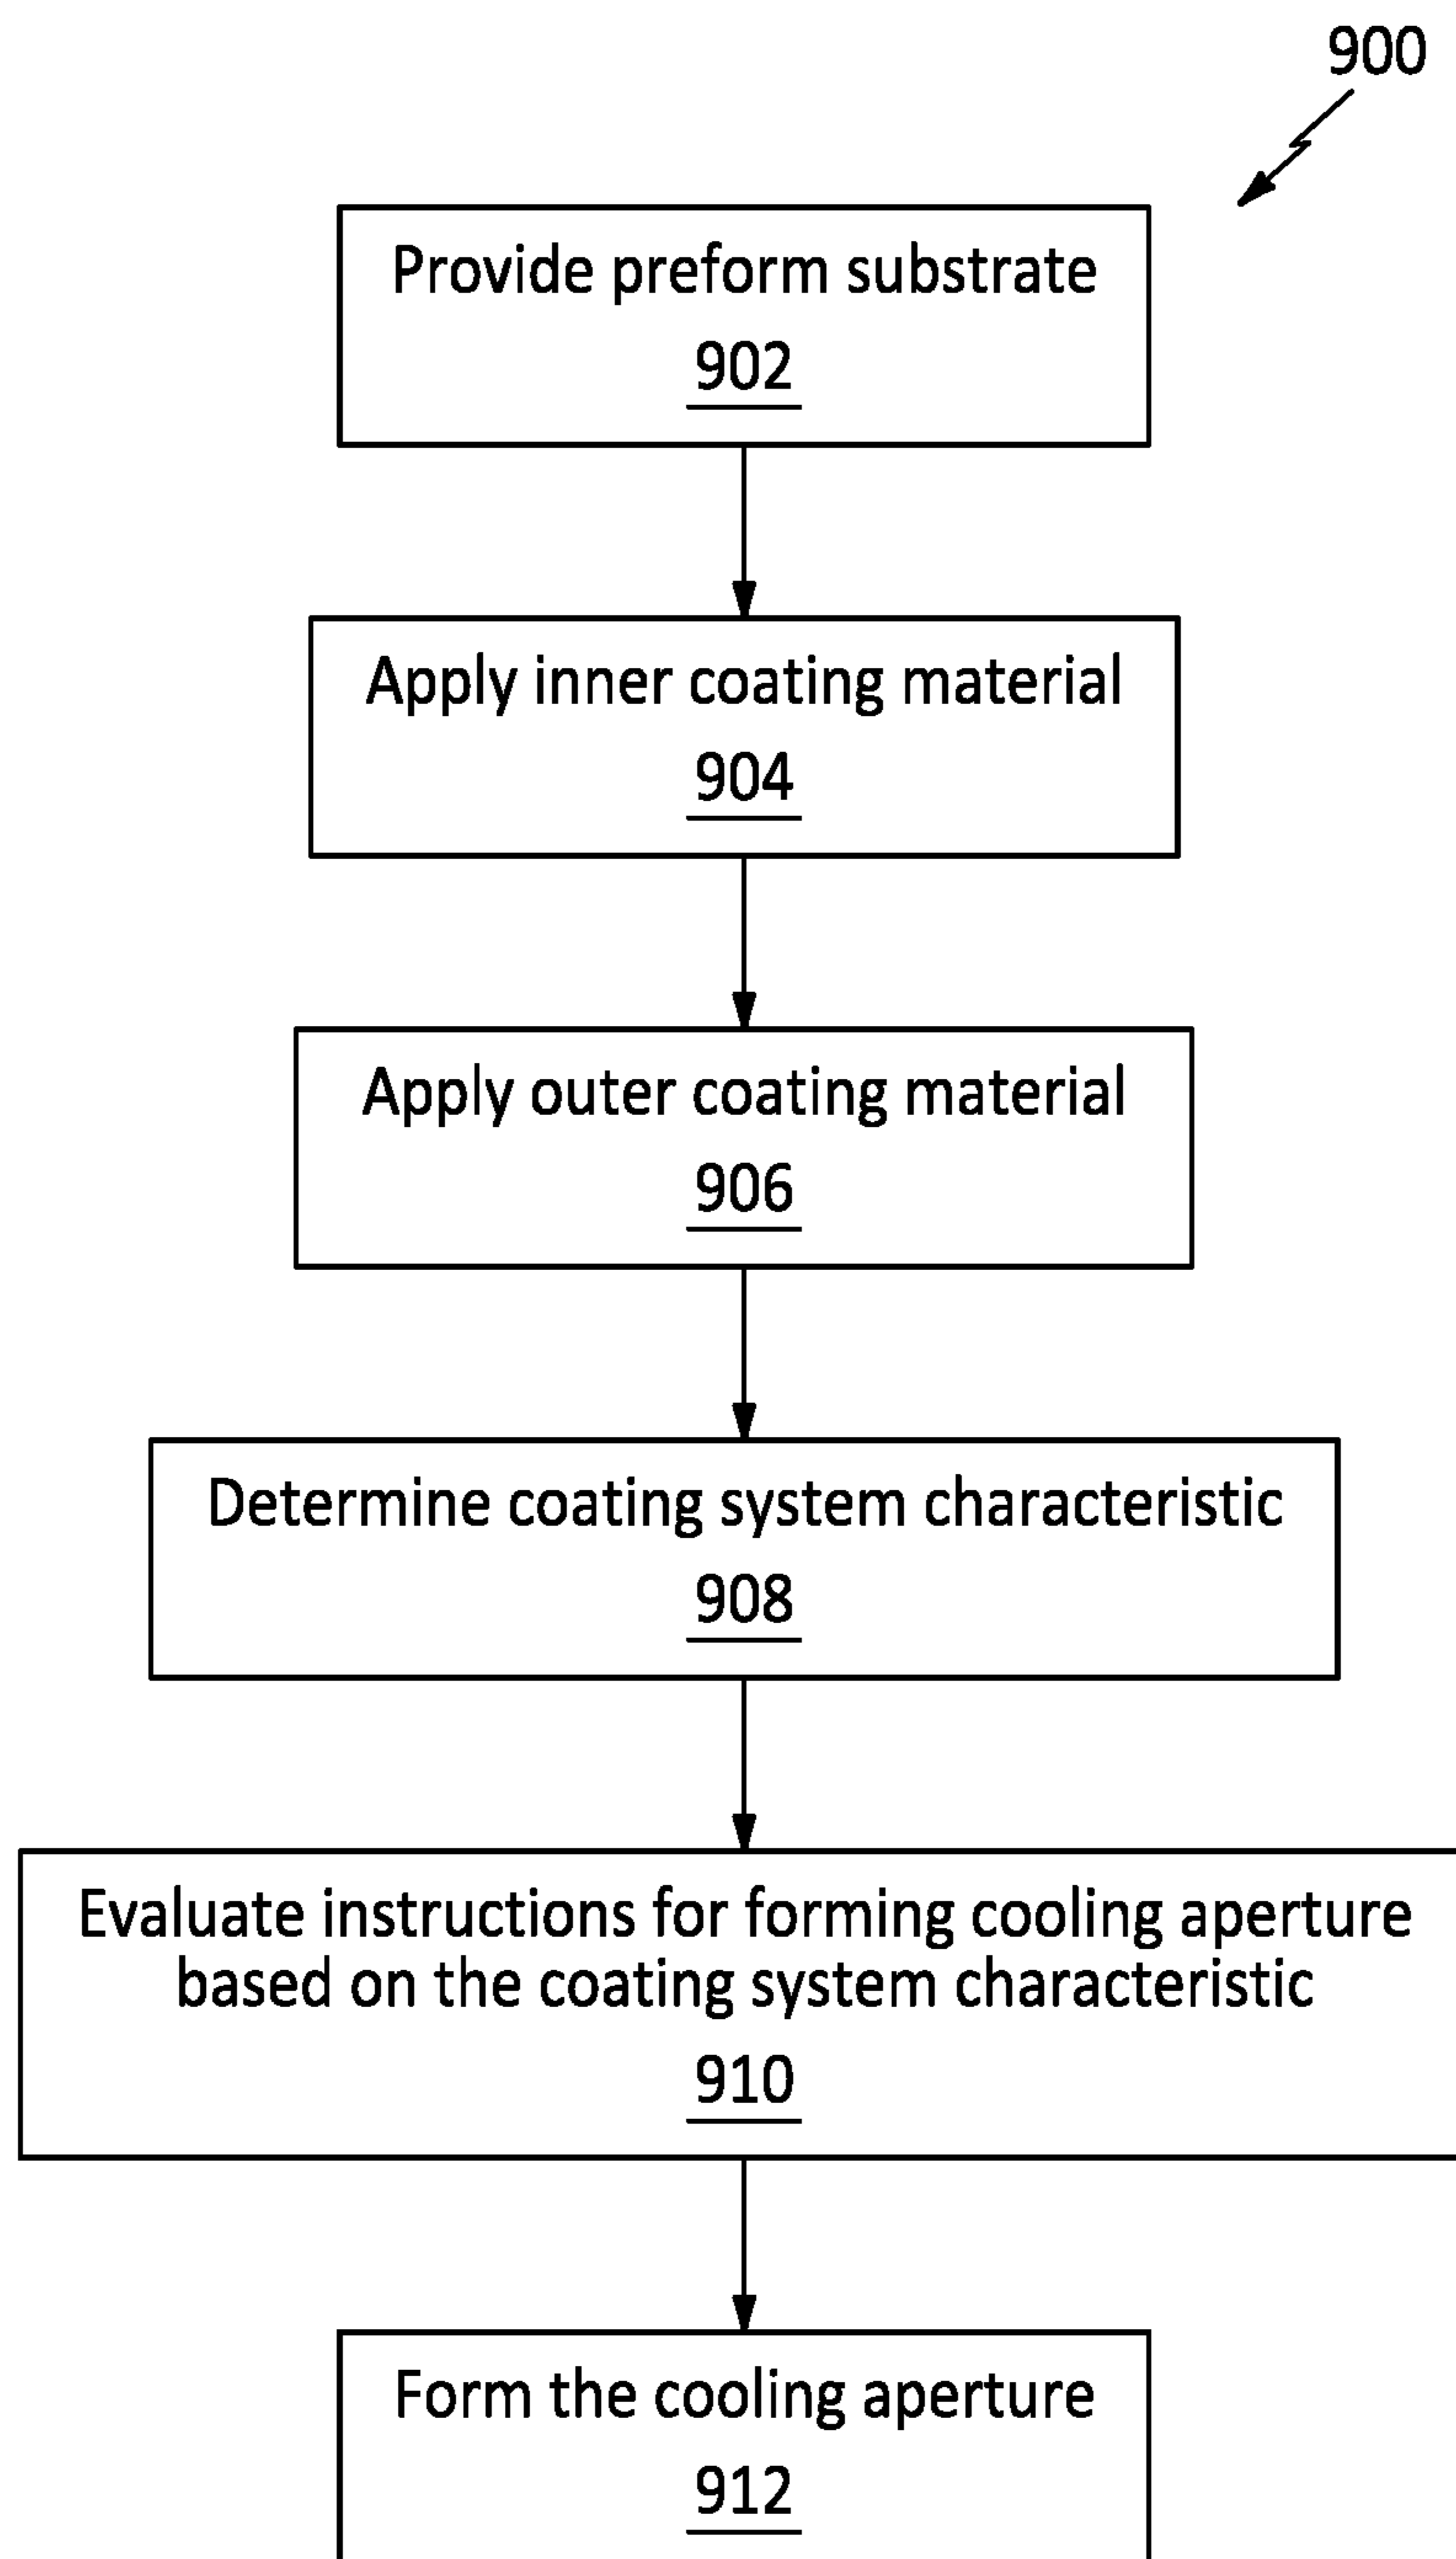 900
Provide preform substrate
902
Apply inner coating material
904
Apply outer coating material
906
Determine coating system characteristic
908
Evaluate instructions for forming cooling aperture
based on the coating system characteristic
910
Form the cooling aperture
912